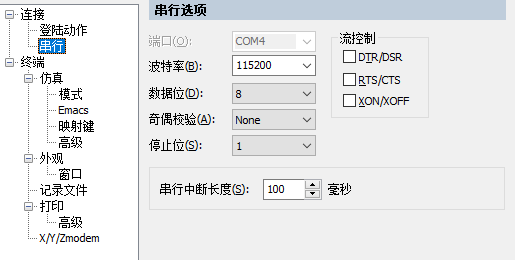 连接
登陆动作
串行
终端
仿真
模式
Emacs
映射键
高级
外观
窗口
记录文件
打印
高级
X/Y/Zmodem
串行选项
端口(O): COM4
波特率(B): 115200
数据位(D): 8
奇偶校验(A): None
停止位(S): 1
流控制
DTR/DSR
RTS/CTS
XON/XOFF
串行中断长度(S): 100 毫秒